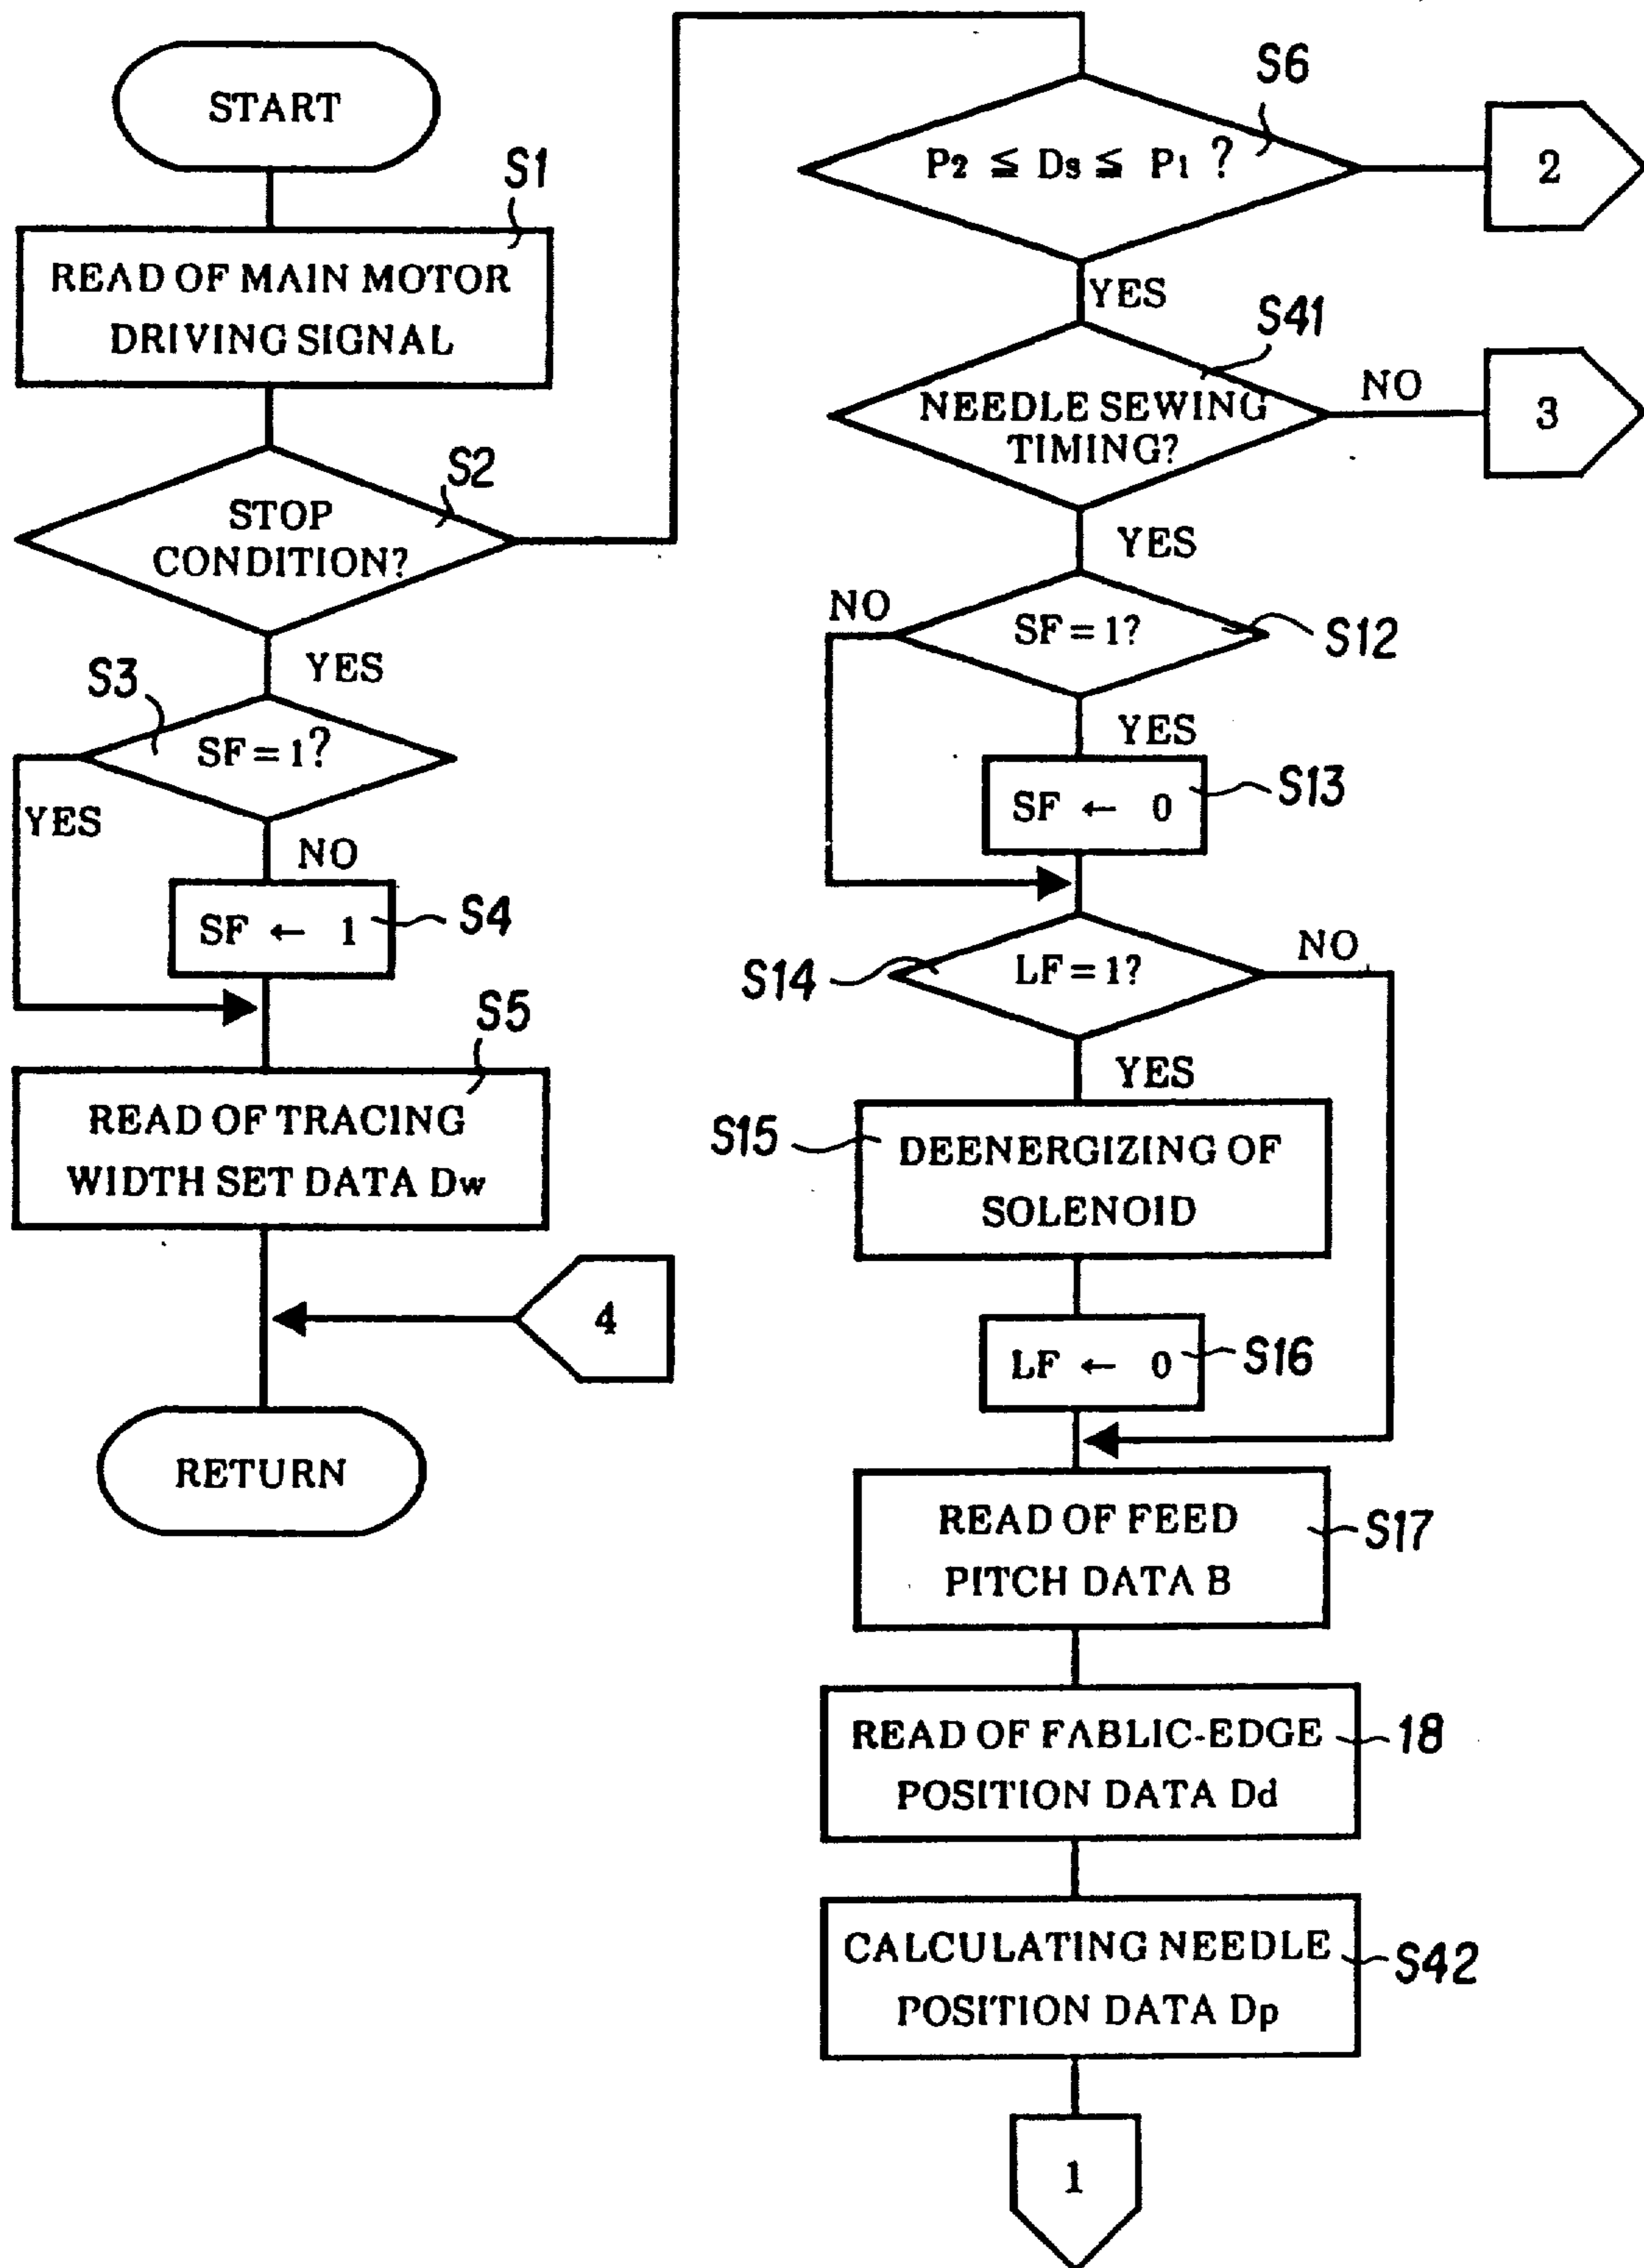 START
S1
READ OF MAIN MOTOR
DRIVING SIGNAL
S2
STOP
CONDITION?
YES
S3
SF = 1?
YES
NO
SF ← 1
S4
S5
READ OF TRACING
WIDTH SET DATA Dw
4
RETURN
S6
P2 ≦ Ds ≦ P1 ?
2
YES
S41
NEEDLE SEWING
TIMING?
NO
3
YES
NO
SF = 1?
S12
YES
SF ← 0
S13
S14
LF = 1?
NO
YES
S15
DEENERGIZING OF
SOLENOID
LF ← 0
S16
READ OF FEED
PITCH DATA B
S17
READ OF FABLIC-EDGE
POSITION DATA Dd
18
CALCULATING NEEDLE
POSITION DATA Dp
S42
1